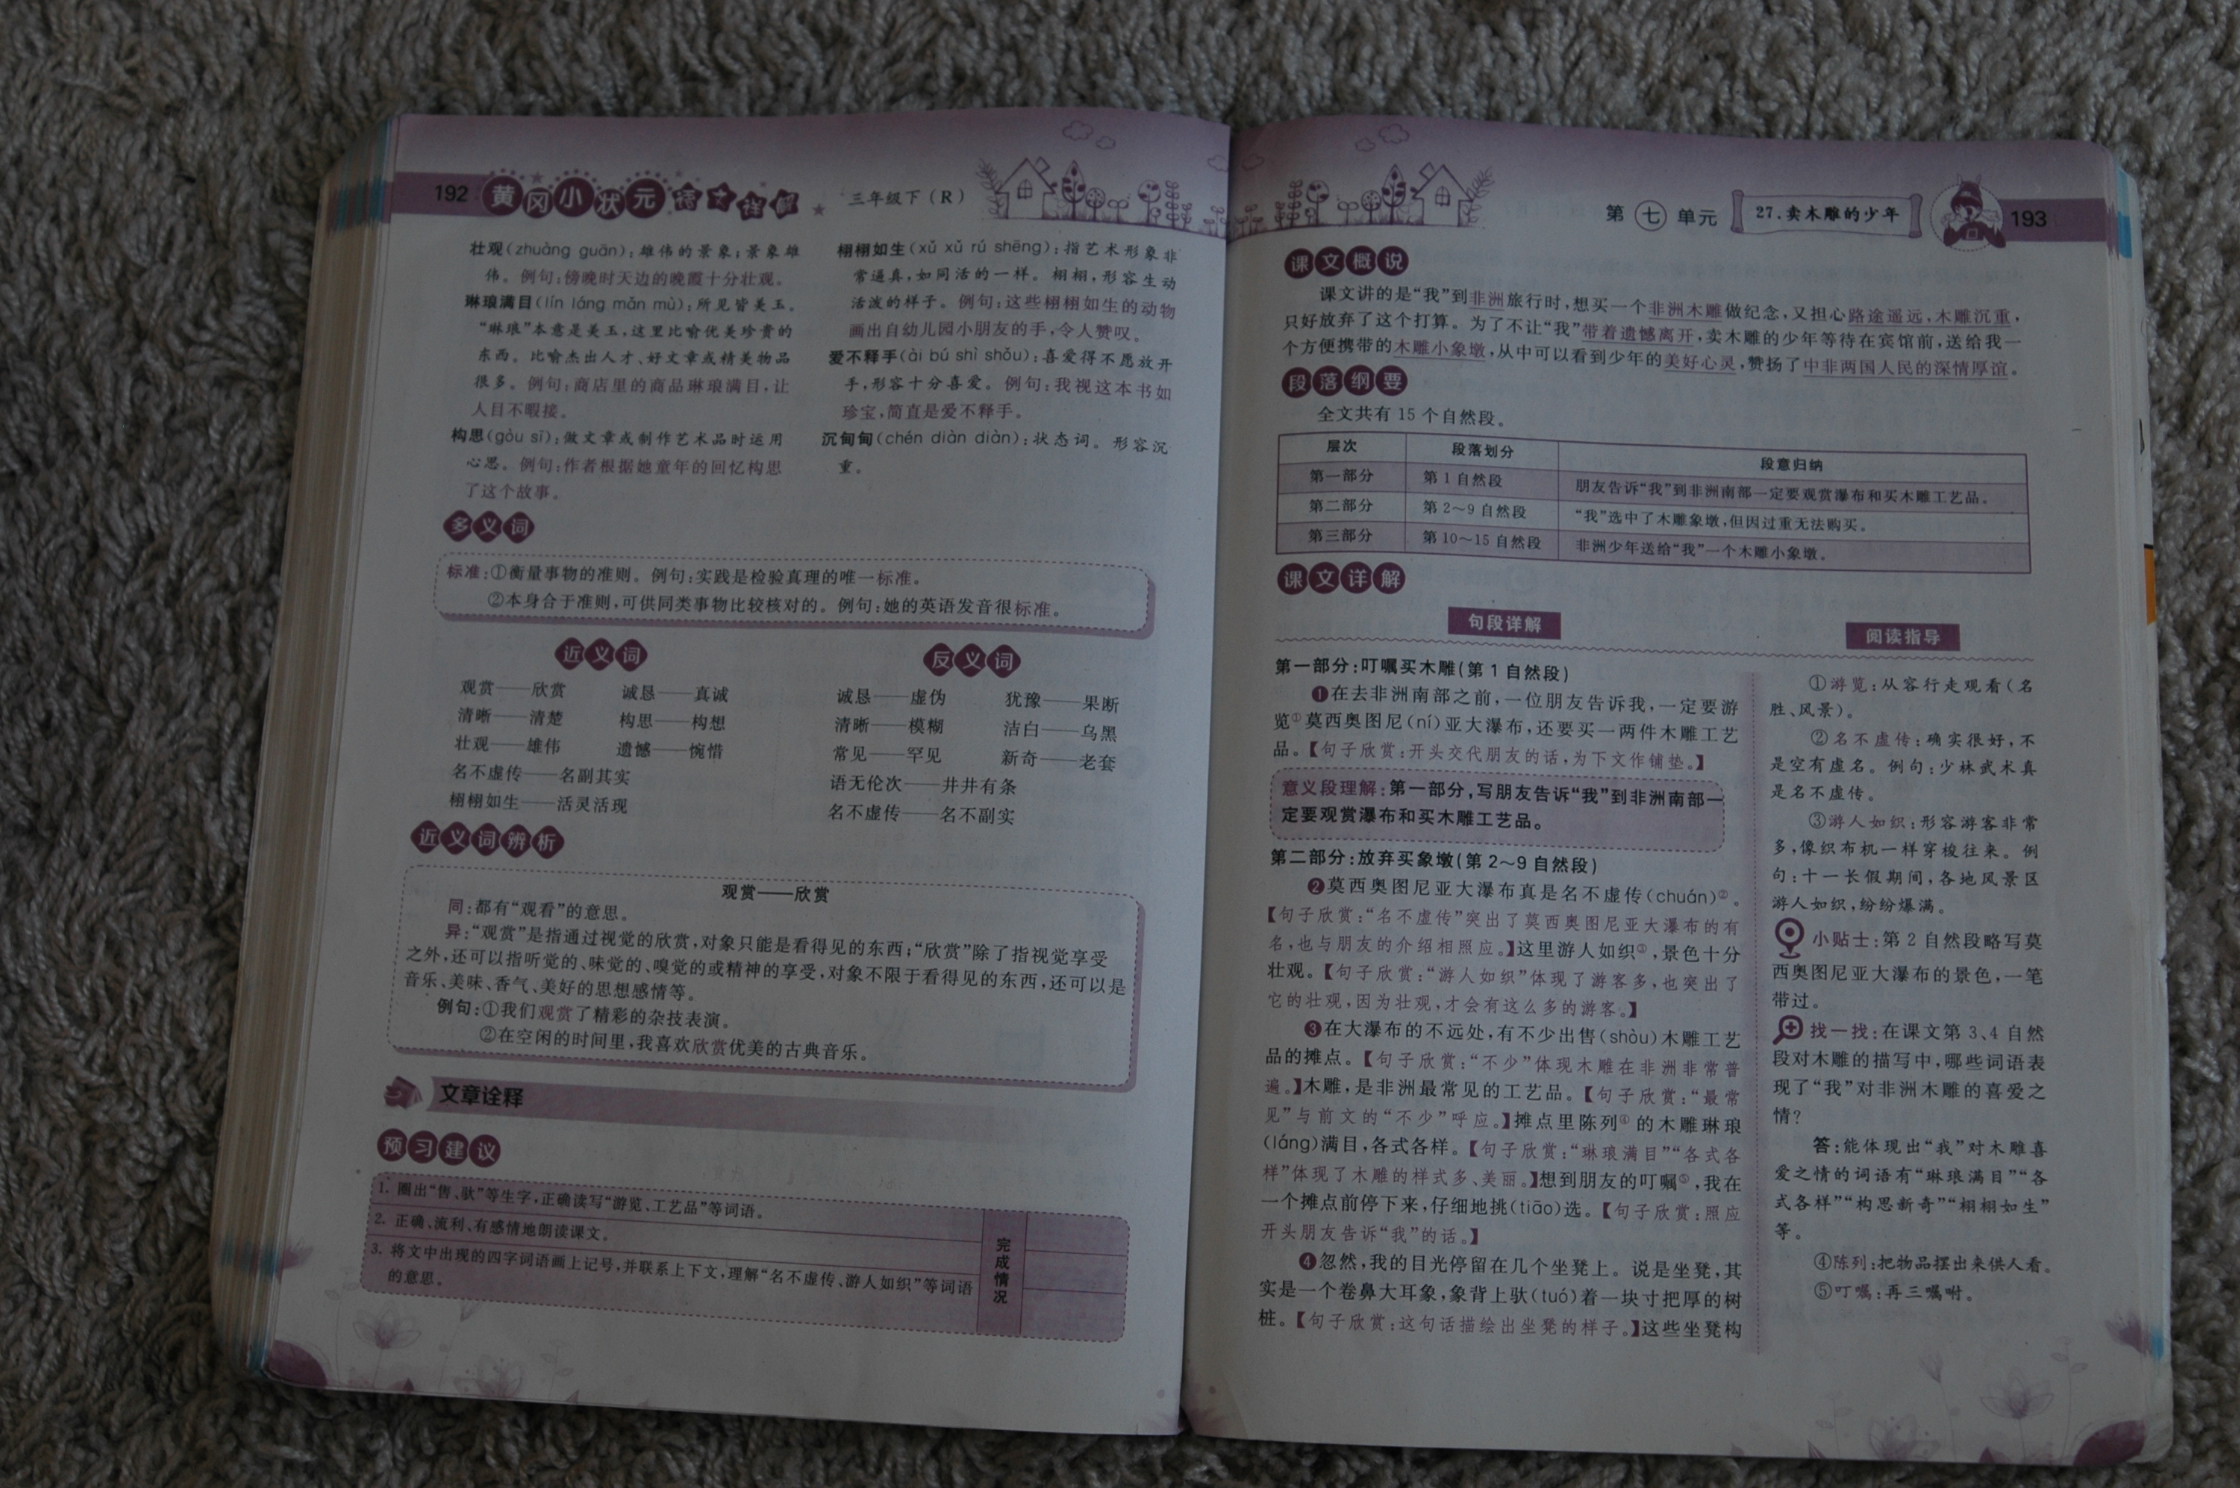 192 黄冈小状元 语文详解 三年级下(R)
壮观(zhuàng guān):雄伟的景象;景象雄
伟。例句:傍晚时天边的晚霞十分壮观。
琳琅满目(lín láng mǎn mù):所见皆美玉。
“琳琅”本意是美玉,这里比喻优美珍贵的
东西。比喻杰出人才、好文章或精美物品
很多。例句:商店里的商品琳琅满目,让
人目不暇接。
构思(gòu sī):做文章或制作艺术品时运用
心思。例句:作者根据她童年的回忆构思
了这个故事。
栩栩如生(xǔ xǔ rú shēng):指艺术形象非
常逼真,如同活的一样。栩栩,形容生动
活泼的样子。例句:这些栩栩如生的动物
画出自幼儿园小朋友的手,令人赞叹。
爱不释手(ài bú shì shǒu):喜爱得不愿放开
手,形容十分喜爱。例句:我视这本书如
珍宝,简直是爱不释手。
沉甸甸(chén diàn diàn):状态词。形容沉
重。
多义词
标准:①衡量事物的准则。例句:实践是检验真理的唯一标准。
②本身合于准则,可供同类事物比较核对的。例句:她的英语发音很标准。
近义词
观赏——欣赏 诚恳——真诚
清晰——清楚 构思——构想
壮观——雄伟 遗憾——惋惜
名不虚传——名副其实
栩栩如生——活灵活现
反义词
诚恳——虚伪 犹豫——果断
清晰——模糊 洁白——乌黑
常见——罕见 新奇——老套
语无伦次——井井有条
名不虚传——名不副实
近义词辨析
观赏——欣赏
同:都有“观看”的意思。
异:“观赏”是指通过视觉的欣赏,对象只能是看得见的东西;“欣赏”除了指视觉享受
之外,还可以指听觉的、味觉的、嗅觉的或精神的享受,对象不限于看得见的东西,还可以是
音乐、美味、香气、美好的思想感情等。
例句:①我们观赏了精彩的杂技表演。
②在空闲的时间里,我喜欢欣赏优美的古典音乐。
文章诠释
预习建议
1. 圈出“售、驮”等生字,正确读写“游览、工艺品”等词语。
2. 正确、流利、有感情地朗读课文。
3. 将文中出现的四字词语画上记号,并联系上下文,理解“名不虚传、游人如织”等词语
的意思。
完成情况
第七单元 27.卖木雕的少年 193
课文概说
课文讲的是“我”到非洲旅行时,想买一个非洲木雕做纪念,又担心路途遥远,木雕沉重,
只好放弃了这个打算。为了不让“我”带着遗憾离开,卖木雕的少年等待在宾馆前,送给我一
个方便携带的木雕小象墩,从中可以看到少年的美好心灵,赞扬了中非两国人民的深情厚谊。
段落纲要
全文共有15个自然段。
层次 段落划分 段意归纳
第一部分 第1自然段 朋友告诉“我”到非洲南部一定要观赏瀑布和买木雕工艺品。
第二部分 第2~9自然段 “我”选中了木雕象墩,但因过重无法购买。
第三部分 第10~15自然段 非洲少年送给“我”一个木雕小象墩。
课文详解
句段详解
第一部分:叮嘱买木雕(第1自然段)
❶在去非洲南部之前,一位朋友告诉我,一定要游
览①莫西奥图尼(ní)亚大瀑布,还要买一两件木雕工艺
品。【句子欣赏:开头交代朋友的话,为下文作铺垫。】
意义段理解:第一部分,写朋友告诉“我”到非洲南部一
定要观赏瀑布和买木雕工艺品。
第二部分:放弃买象墩(第2~9自然段)
❷莫西奥图尼亚大瀑布真是名不虚传(chuán)②。
【句子欣赏:“名不虚传”突出了莫西奥图尼亚大瀑布的有
名,也与朋友的介绍相照应。】这里游人如织③,景色十分
壮观。【句子欣赏:“游人如织”体现了游客多,也突出了
它的壮观,因为壮观,才会有这么多的游客。】
❸在大瀑布的不远处,有不少出售(shòu)木雕工艺
品的摊点。【句子欣赏:“不少”体现木雕在非洲非常普
遍。】木雕,是非洲最常见的工艺品。【句子欣赏:“最常
见”与前文的“不少”呼应。】摊点里陈列④的木雕琳琅
(láng)满目,各式各样。【句子欣赏:“琳琅满目”“各式各
样”体现了木雕的样式多、美丽。】想到朋友的叮嘱⑤,我在
一个摊点前停下来,仔细地挑(tiāo)选。【句子欣赏:照应
开头朋友告诉“我”的话。】
❹忽然,我的目光停留在几个坐凳上。说是坐凳,其
实是一个卷鼻大耳象,象背上驮(tuó)着一块寸把厚的树
桩。【句子欣赏:这句话描绘出坐凳的样子。】这些坐凳构
阅读指导
①游览:从容行走观看(名
胜、风景)。
②名不虚传:确实很好,不
是空有虚名。例句:少林武术真
是名不虚传。
③游人如织:形容游客非常
多,像织布机一样穿梭往来。例
句:十一长假期间,各地风景区
游人如织,纷纷爆满。
小贴士:第2自然段略写莫
西奥图尼亚大瀑布的景色,一笔
带过。
找一找:在课文第3、4自然
段对木雕的描写中,哪些词语表
现了“我”对非洲木雕的喜爱之
情?
答:能体现出“我”对木雕喜
爱之情的词语有“琳琅满目”“各
式各样”“构思新奇”“栩栩如生”
等。
④陈列:把物品摆出来供人看。
⑤叮嘱:再三嘱咐。